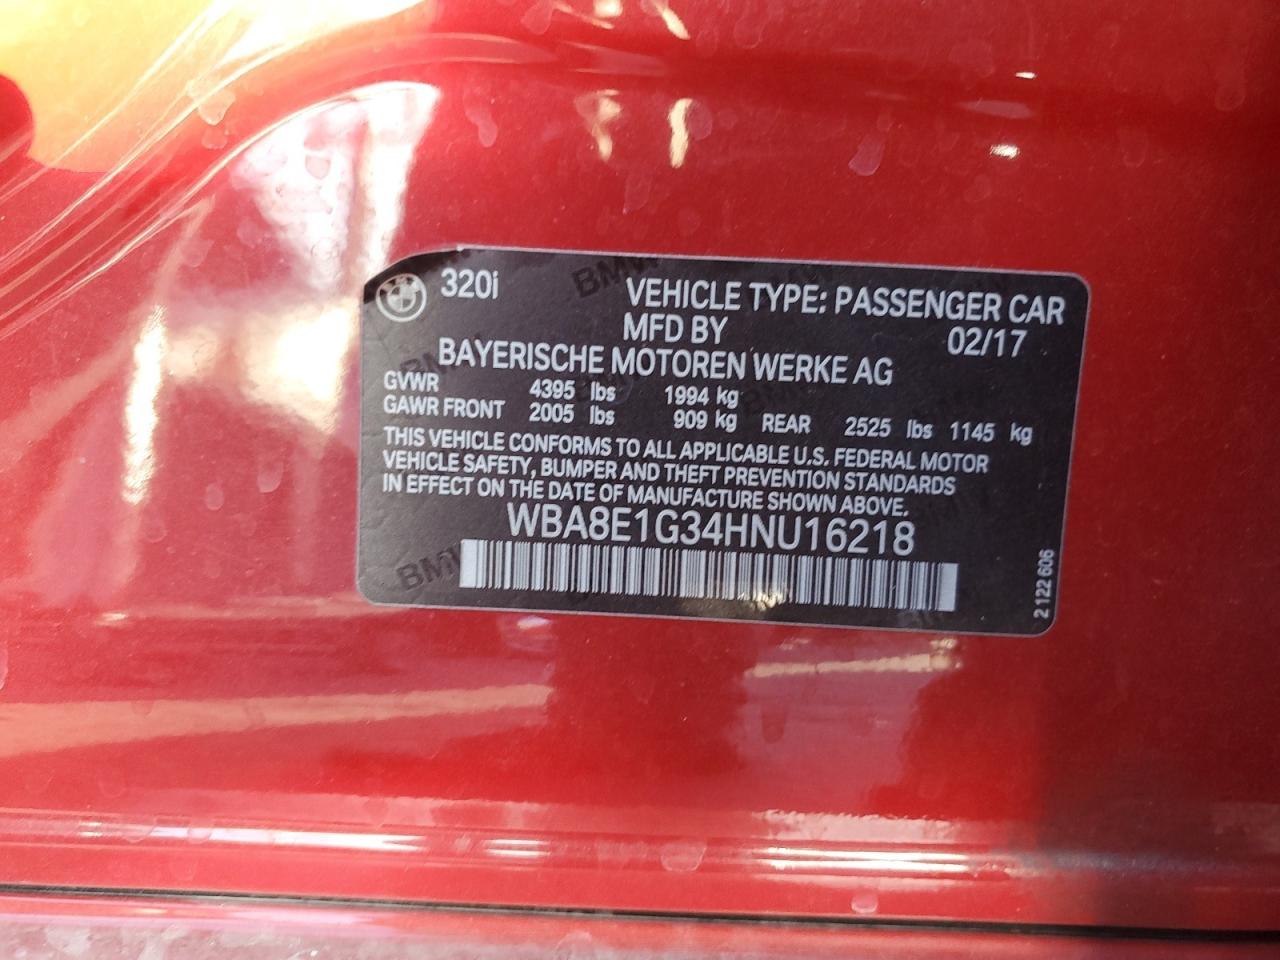 320i
VEHICLE TYPE: PASSENGER CAR
MFD BY 02/17
BAYERISCHE MOTOREN WERKE AG
GVWR 4395 lbs 1994 kg
GAWR FRONT 2005 lbs 909 kg REAR 2525 lbs 1145 kg
THIS VEHICLE CONFORMS TO ALL APPLICABLE U.S. FEDERAL MOTOR
VEHICLE SAFETY, BUMPER AND THEFT PREVENTION STANDARDS
IN EFFECT ON THE DATE OF MANUFACTURE SHOWN ABOVE.
WBA8E1G34HNU16218
2 122 606